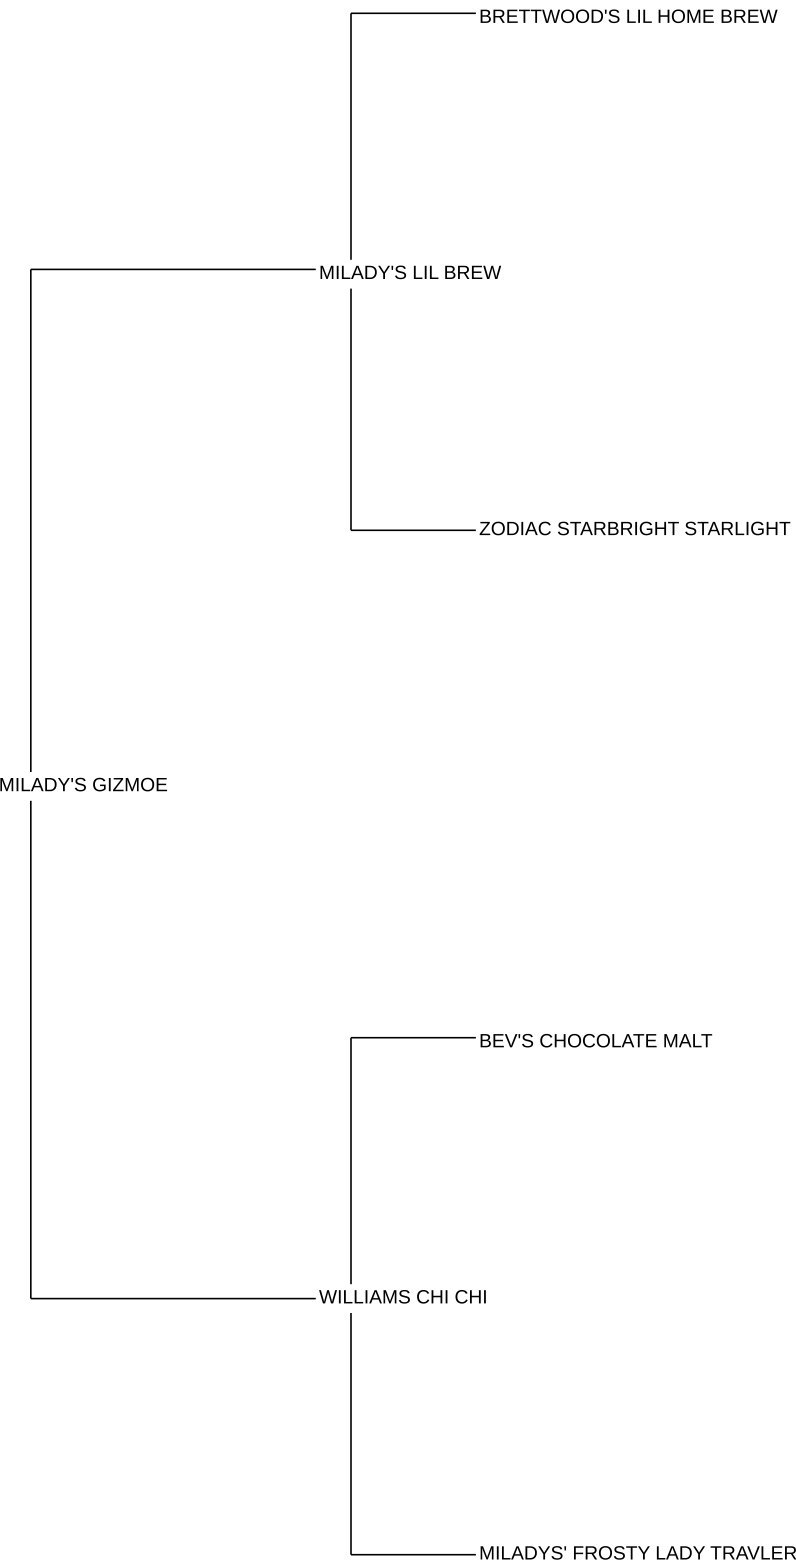 BRETTWOOD'S LIL HOME BREW
MILADY'S LIL BREW
ZODIAC STARBRIGHT STARLIGHT
MILADY'S GIZMOE
BEV'S CHOCOLATE MALT
WILLIAMS CHI CHI
MILADYS' FROSTY LADY TRAVLER